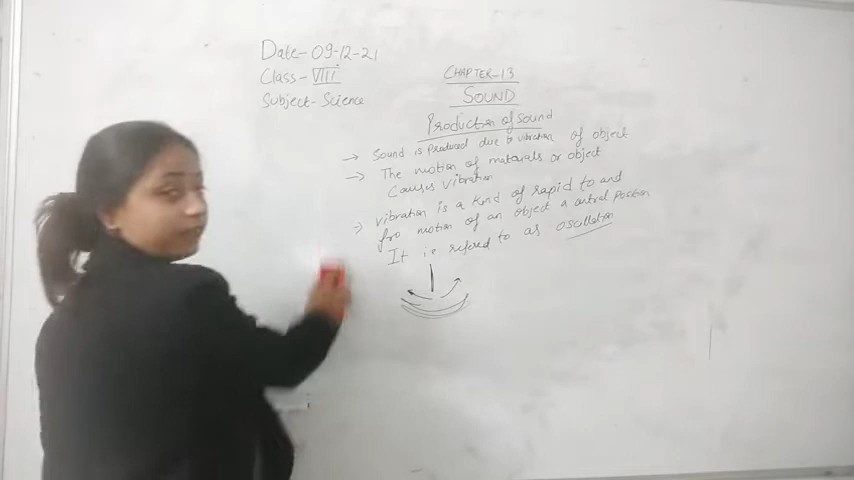 Date- 09-12-21
Class- VIII
Subject- Science
CHAPTER-13
SOUND
Production of Sound
→ Sound is produced due to vibration of object
→ The motion of materials or object
causes vibration
⇒ vibration is a kind of rapid to and
fro motion of an object a central position
It is refered to as oscillation